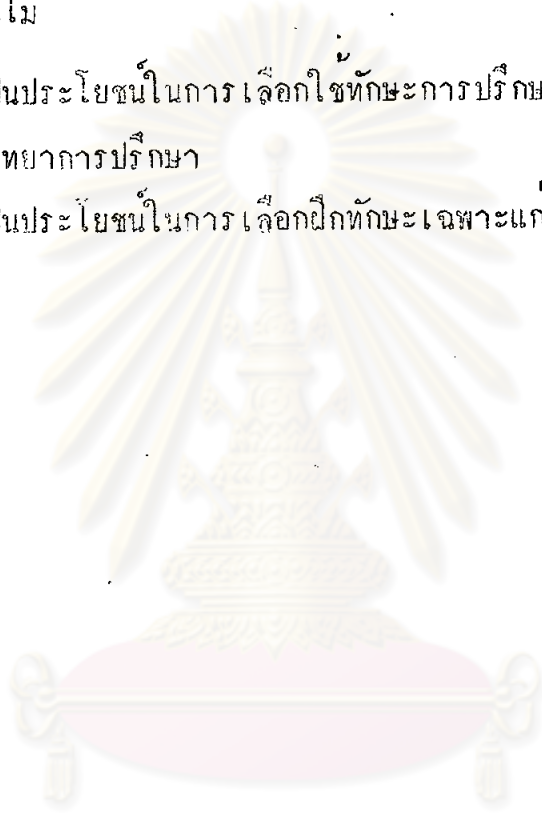 ไม่
นประโยชน์ในการเลือกใช้ทักษะการปรึกษ
ทยาการปรึกษา
นประโยชน์ในการเลือกฝึกทักษะเฉพาะแก่